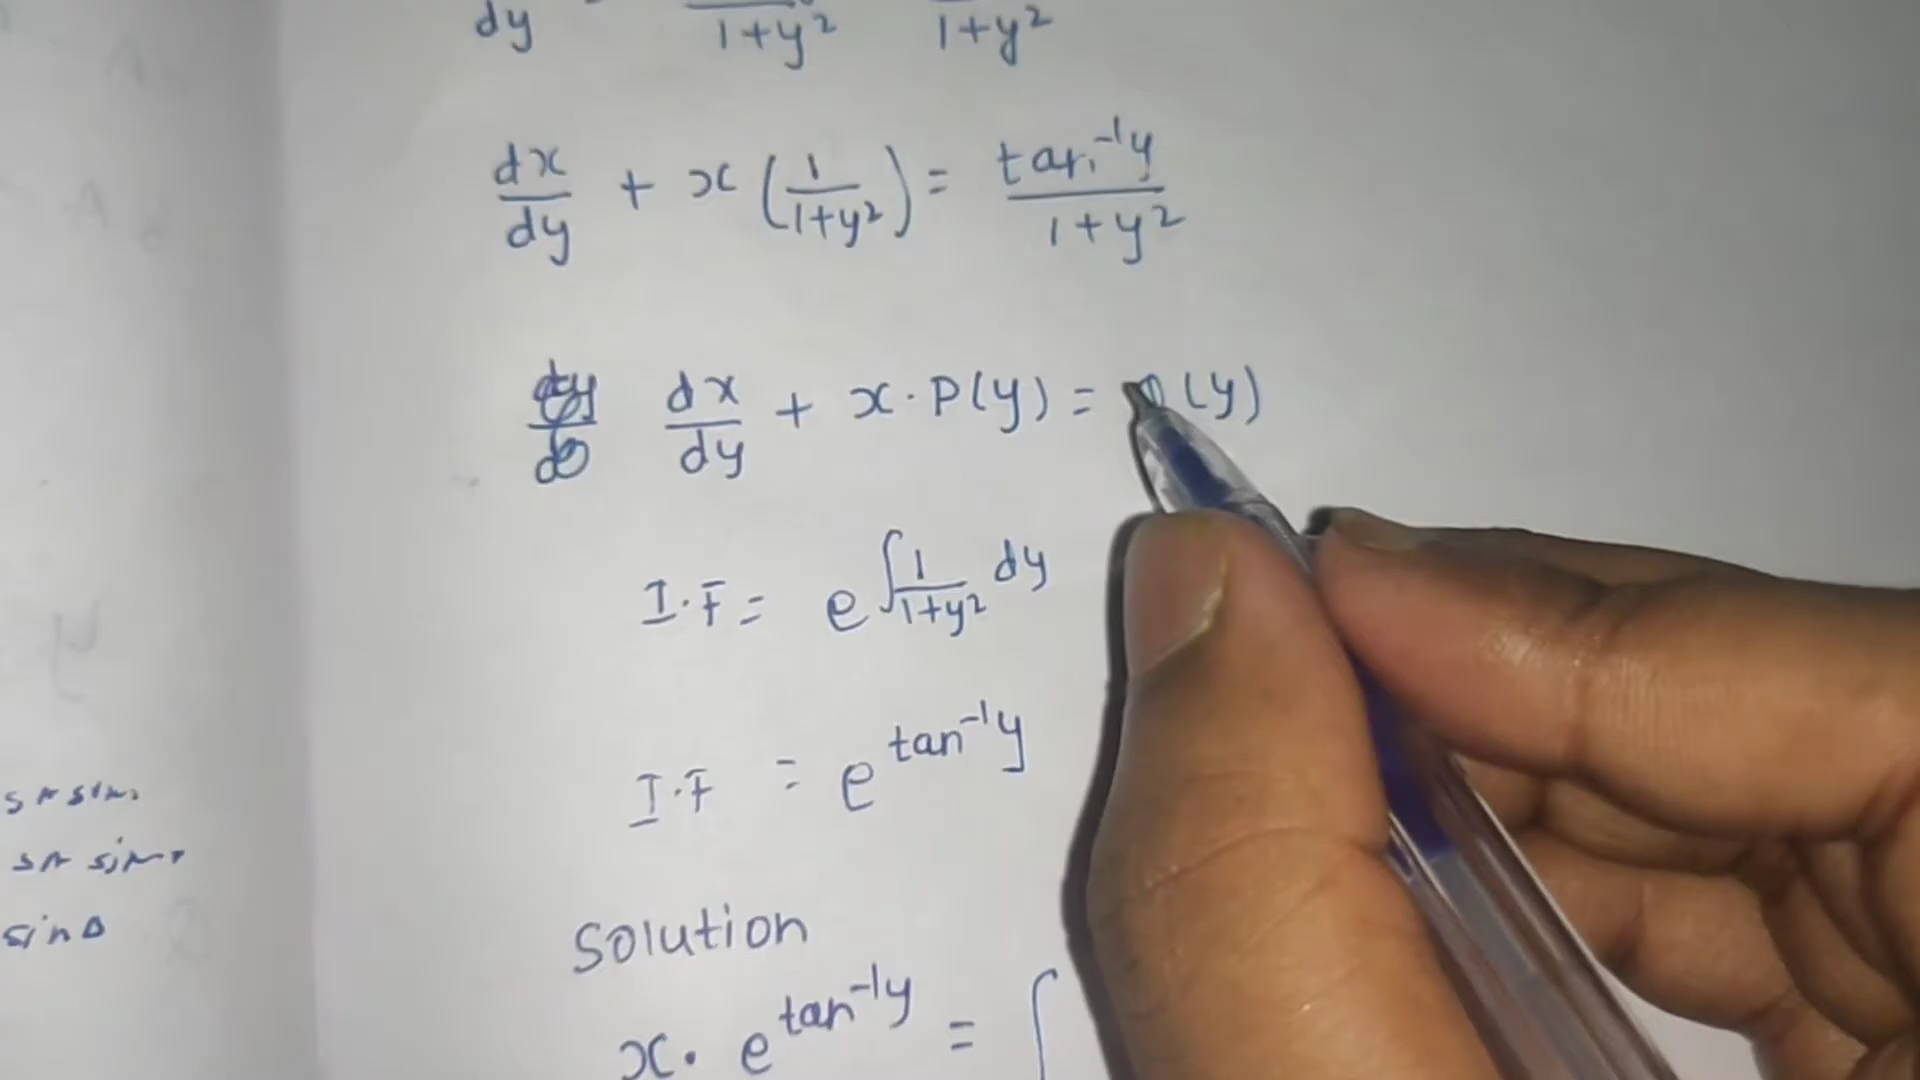 dy 1+y² 1+y²
dx/dy + x (1/1+y²) = tan⁻¹y/1+y²
dx/dy + x · P(y) = Q(y)
I·F = e^∫1/1+y² dy
I·F = e^tan⁻¹y
Solution
x · e^tan⁻¹y = ∫
sinΔ